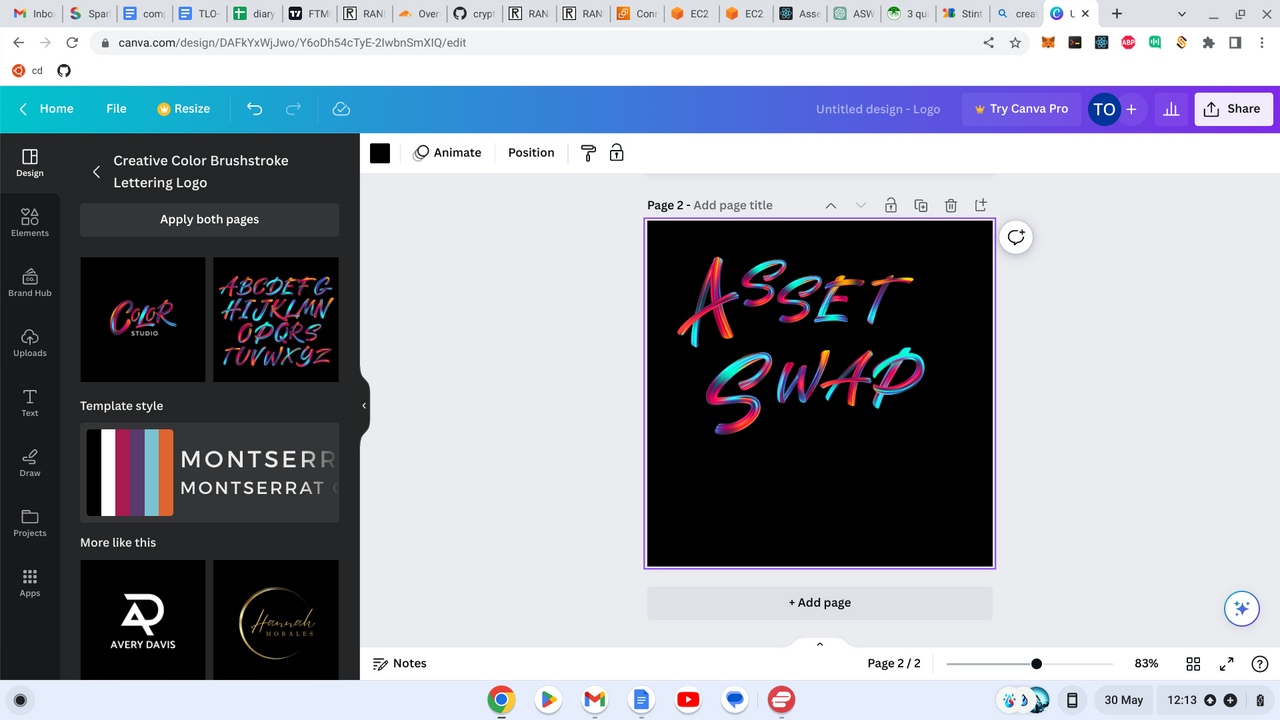 Inbo
Span
com
TLO-
diary
FTM
RAN
Over
crypt
RAN
RAN
Conn
EC2
EC2
Asse
ASW
3 qu
Stint
crea
U
canva.com/design/DAFkYxWjJwo/Y6oDh54cTyE-2IwbnSmXIQ/edit
cd
Home
File
Resize
Untitled design - Logo
Try Canva Pro
TO
+
Share
Design
Elements
Brand Hub
Uploads
Text
Draw
Projects
Apps
Creative Color Brushstroke
Lettering Logo
Apply both pages
COLOR
STUDIO
ABCDEFG
HIJKLMN
OPQRS
TUVWXYZ
Template style
MONTSERR
MONTSERRAT
More like this
AVERY DAVIS
Hannah
MORALES
Animate
Position
Page 2 - Add page title
ASSET
SWAP
+ Add page
Notes
Page 2 / 2
83%
30 May
12:13